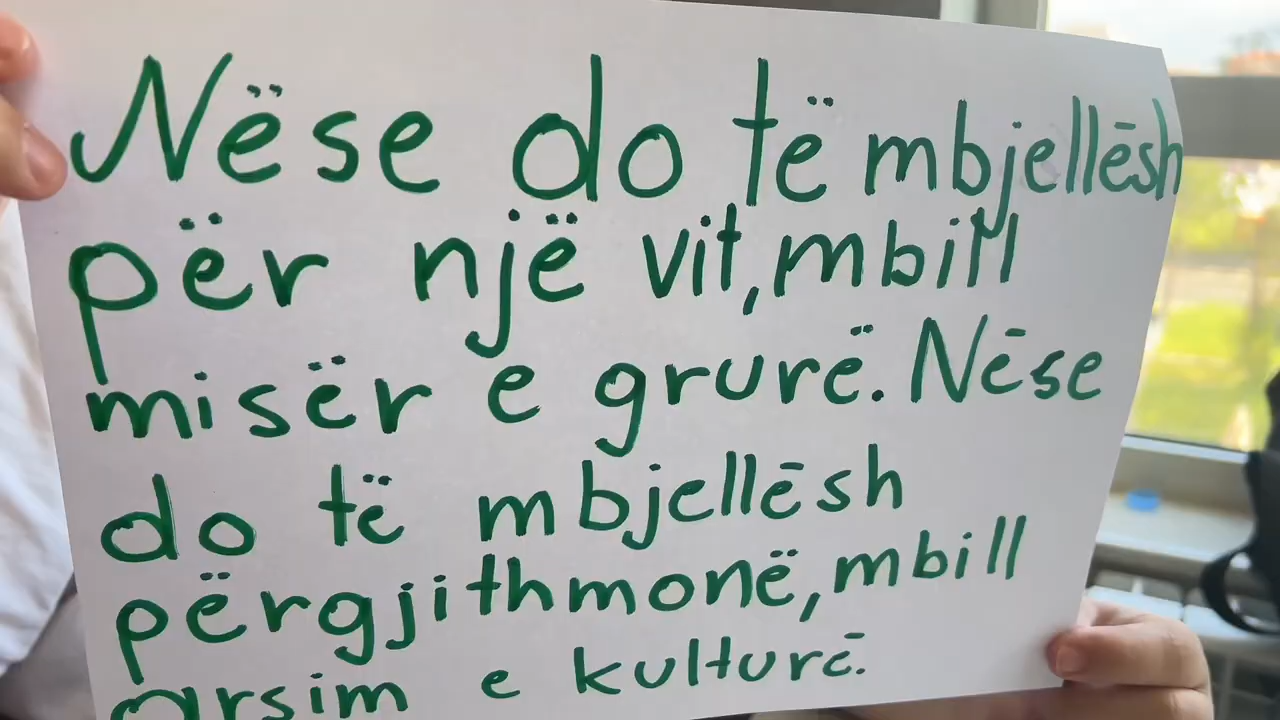 Nëse do të mbjellësh
për një vit, mbill
misër e grurë. Nëse
do të mbjellësh
përgjithmonë, mbill
arsim e kulturë.